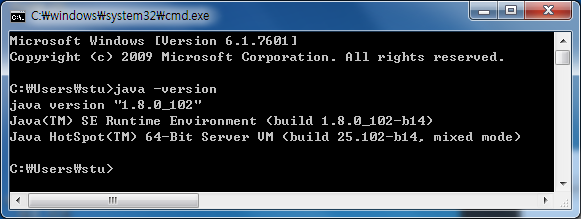 C:₩windows₩system32₩cmd.exe
Microsoft Windows [Version 6.1.7601]
Copyright (c) 2009 Microsoft Corporation. All rights reserved.
C:₩Users₩stu>java -version
java version "1.8.0_102"
Java(TM) SE Runtime Environment (build 1.8.0_102-b14)
Java HotSpot(TM) 64-Bit Server VM (build 25.102-b14, mixed mode)
C:₩Users₩stu>